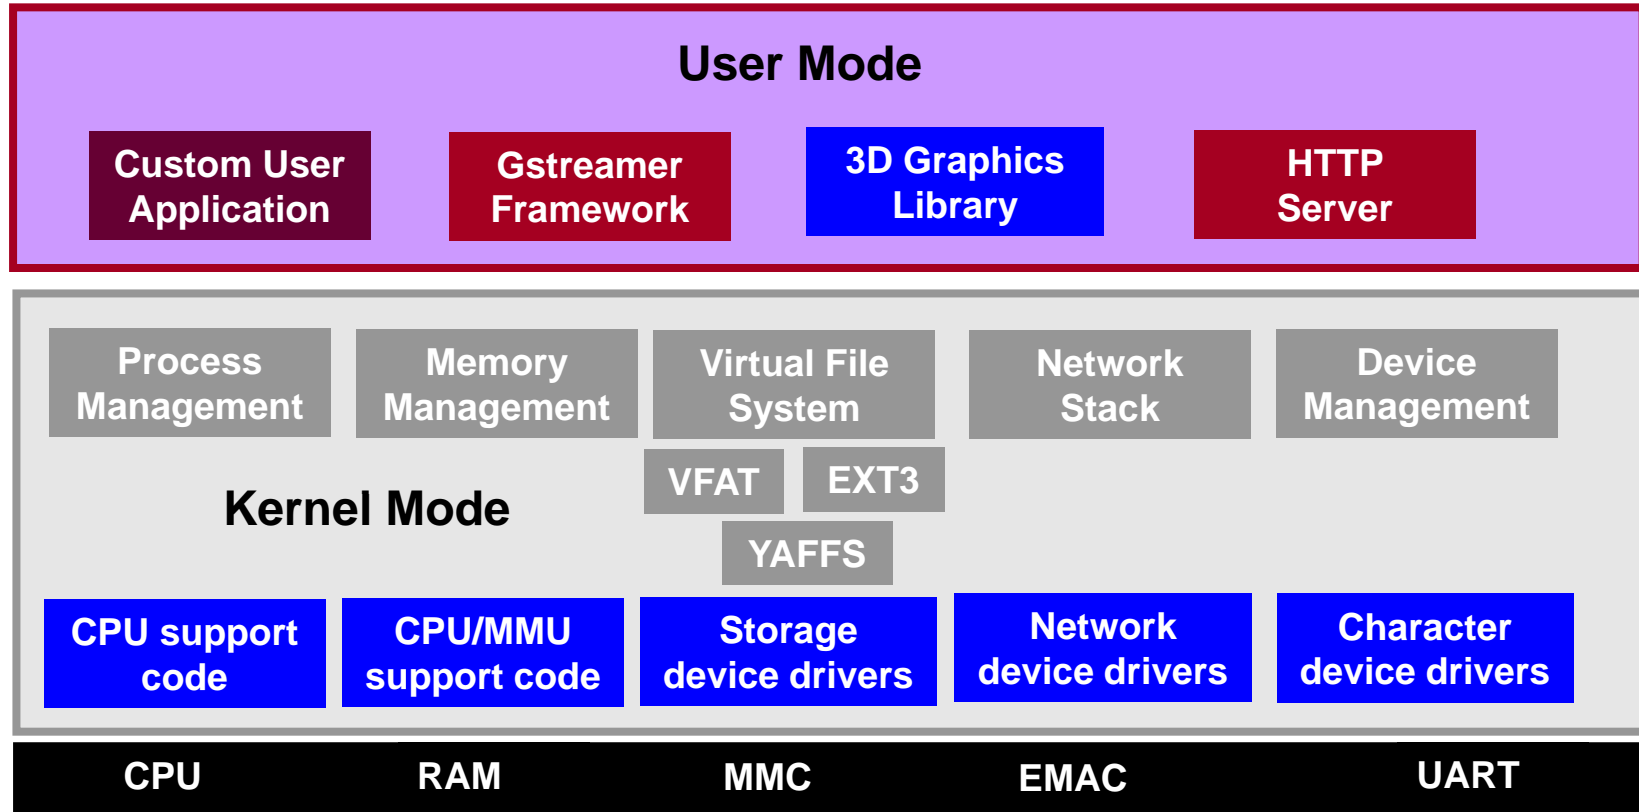 User Mode
Custom User
Application
Gstreamer
Framework
3D Graphics
Library
HTTP
Server
Process
Management
Memory
Management
Virtual File
System
Network
Stack
Device
Management
VFAT
EXT3
Kernel Mode
YAFFS
CPU support
code
CPU/MMU
support code
Storage
device drivers
Network
device drivers
Character
device drivers
CPU
RAM
MMC
EMAC
UART